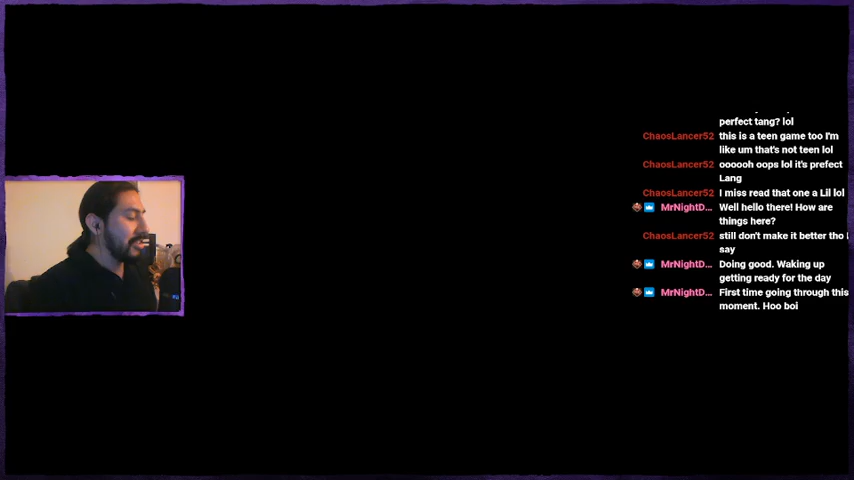 perfect tang? lol
ChaosLancer52 this is a teen game too I'm
like um that's not teen lol
ChaosLancer52 oooooh oops lol it's prefect
Lang
ChaosLancer52 I miss read that one a Lil lol
MrNightD... Well hello there! How are
things here?
ChaosLancer52 still don't make it better tho I
say
MrNightD... Doing good. Waking up
getting ready for the day
MrNightD... First time going through this
moment. Hoo boi